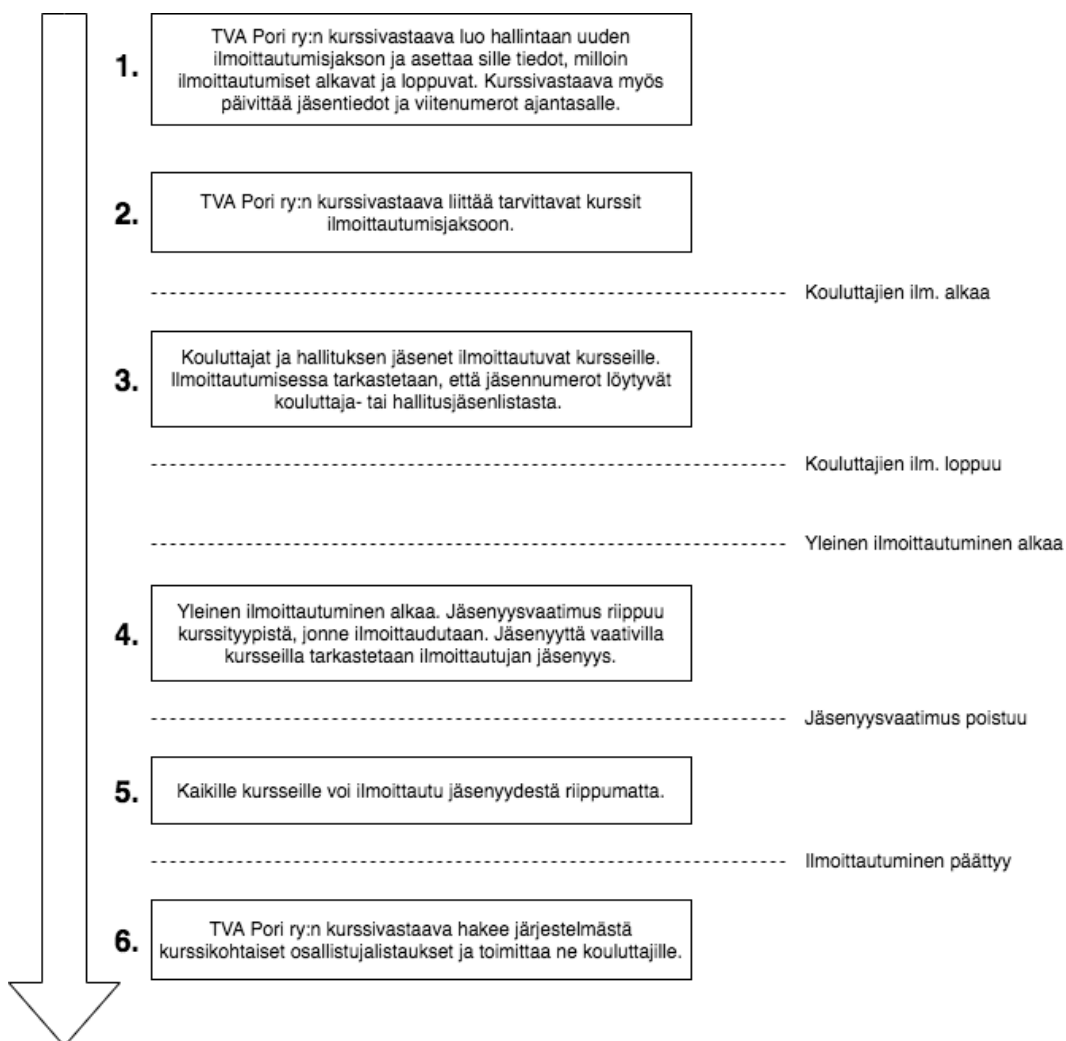 1.
TVA Pori ry:n kurssivastaava luo hallintaan uuden
ilmoittautumisjakson ja asettaa sille tiedot, milloin
ilmoittautumiset alkavat ja loppuvat. Kurssivastaava myös
päivittää jäsentiedot ja viitenumerot ajantasalle.
2.
TVA Pori ry:n kurssivastaava liittää tarvittavat kurssit
ilmoittautumisjaksoon.
Kouluttajien ilm. alkaa
3.
Kouluttajat ja hallituksen jäsenet ilmoittautuvat kursseille.
Ilmoittautumisessa tarkastetaan, että jäsennumerot löytyvät
kouluttaja- tai hallitusjäsenlistasta.
Kouluttajien ilm. loppuu
Yleinen ilmoittautuminen alkaa
4.
Yleinen ilmoittautuminen alkaa. Jäsenyysvaatimus riippuu
kurssityypistä, jonne ilmoittaudutaan. Jäsenyyttä vaativilla
kursseilla tarkastetaan ilmoittautujan jäsenyys.
Jäsenyysvaatimus poistuu
5.
Kaikille kursseille voi ilmoittautu jäsenyydestä riippumatta.
Ilmoittautuminen päättyy
6.
TVA Pori ry:n kurssivastaava hakee järjestelmästä
kurssikohtaiset osallistujalistaukset ja toimittaa ne kouluttajille.